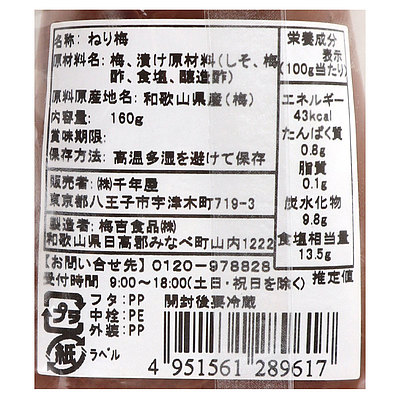 名称: ねり梅
原材料名: 梅、漬け原材料(しそ、梅
酢、食塩、醸造酢)
原料原産地名: 和歌山県産(梅)
内容量: 160g
賞味期限:
保存方法: 高温多湿を避けて保存
販売者: ㈱千年屋
東京都八王子市宇津木町719-3
製造者: 梅吉食品㈱
和歌山県日高郡みなべ町山内1222
栄養成分
表示
(100g当たり)
エネルギー
43kcal
たんぱく質
0.8g
脂質
0.1g
炭水化物
9.8g
食塩相当量
13.5g
推定値
【お問い合せ先】0120-978828
受付時間 9:00〜18:00(土日・祝日を除く)
プラ
フタ:PP
中栓:PE
外装:PP
紙
ラベル
開封後要冷蔵
4 951561 289617